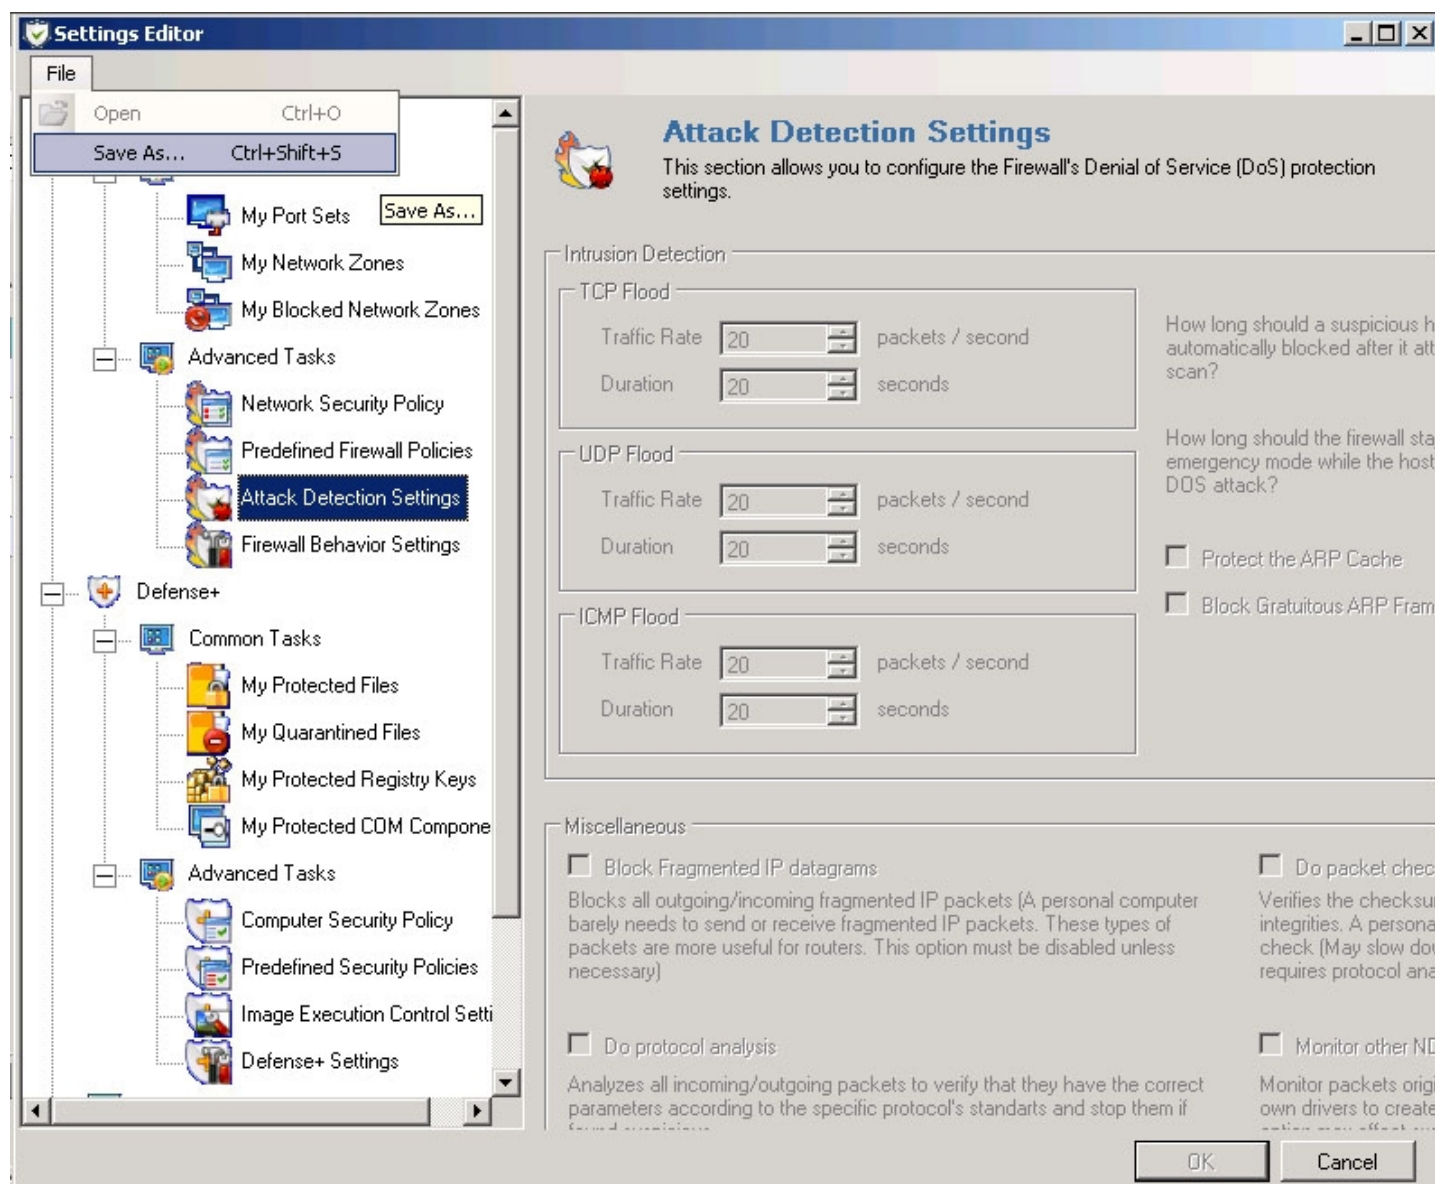 Settings Editor
File
Open Ctrl+O
Save As... Ctrl+Shift+S
Save As...
My Port Sets
My Network Zones
My Blocked Network Zones
Advanced Tasks
Network Security Policy
Predefined Firewall Policies
Attack Detection Settings
Firewall Behavior Settings
Defense+
Common Tasks
My Protected Files
My Quarantined Files
My Protected Registry Keys
My Protected COM Compone
Advanced Tasks
Computer Security Policy
Predefined Security Policies
Image Execution Control Setti
Defense+ Settings
Attack Detection Settings
This section allows you to configure the Firewall's Denial of Service (DoS) protection
settings.
Intrusion Detection
TCP Flood
Traffic Rate 20 packets / second
Duration 20 seconds
UDP Flood
Traffic Rate 20 packets / second
Duration 20 seconds
ICMP Flood
Traffic Rate 20 packets / second
Duration 20 seconds
How long should a suspicious h
automatically blocked after it att
scan?
How long should the firewall sta
emergency mode while the host
DOS attack?
Protect the ARP Cache
Block Gratuitous ARP Fram
Miscellaneous
Block Fragmented IP datagrams
Blocks all outgoing/incoming fragmented IP packets (A personal computer
barely needs to send or receive fragmented IP packets. These types of
packets are more useful for routers. This option must be disabled unless
necessary)
Do protocol analysis
Analyzes all incoming/outgoing packets to verify that they have the correct
parameters according to the specific protocol's standarts and stop them if
Do packet chec
Verifies the checksu
integrities. A persona
check (May slow dov
requires protocol ana
Monitor other ND
Monitor packets origi
own drivers to create
OK
Cancel